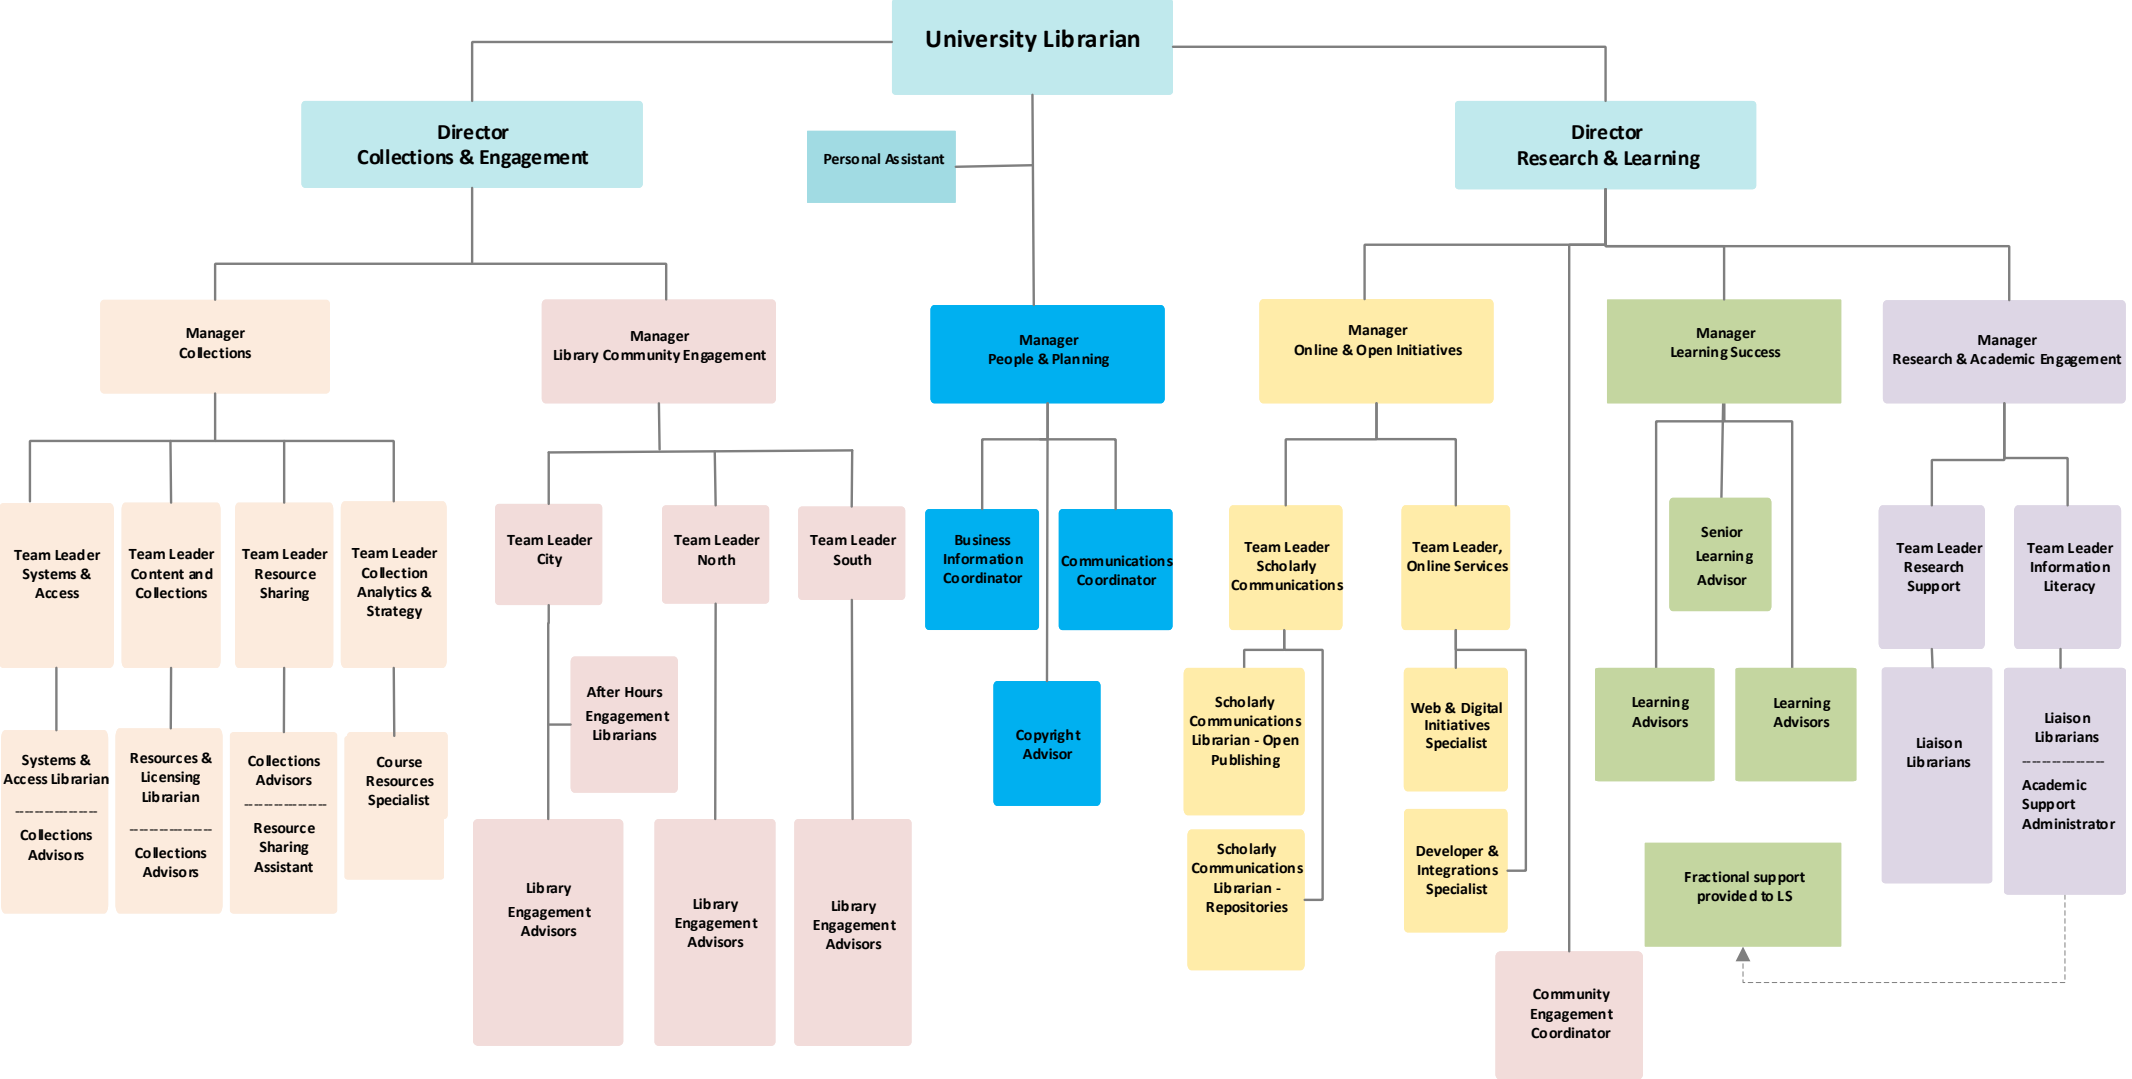 University Librarian
Director
Collections & Engagement
Personal Assistant
Director
Research & Learning
Manager
Collections
Manager
Library Community Engagement
Manager
People & Planning
Manager
Online & Open Initiatives
Manager
Learning Success
Manager
Research & Academic Engagement
Team Leader
Systems &
Access
Team Leader
Content and
Collections
Team Leader
Resource
Sharing
Team Leader
Collection
Analytics &
Strategy
Team Leader
City
Team Leader
North
Team Leader
South
Business
Information
Coordinator
Communications
Coordinator
Team Leader
Scholarly
Communications
Team Leader,
Online Services
Senior
Learning
Advisor
Team Leader
Research
Support
Team Leader
Information
Literacy
After Hours
Engagement
Librarians
Copyright
Advisor
Scholarly
Communications
Librarian - Open
Publishing
Web & Digital
Initiatives
Specialist
Learning
Advisors
Learning
Advisors
Liaison
Librarians
Liaison
Librarians
Academic
Support
Administrator
Systems &
Access Librarian
Collections
Advisors
Resources &
Licensing
Librarian
Collections
Advisors
Collections
Advisors
Resource
Sharing
Assistant
Course
Resources
Specialist
Library
Engagement
Advisors
Library
Engagement
Advisors
Library
Engagement
Advisors
Scholarly
Communications
Librarian -
Repositories
Developer &
Integrations
Specialist
Fractional support
provided to LS
Community
Engagement
Coordinator